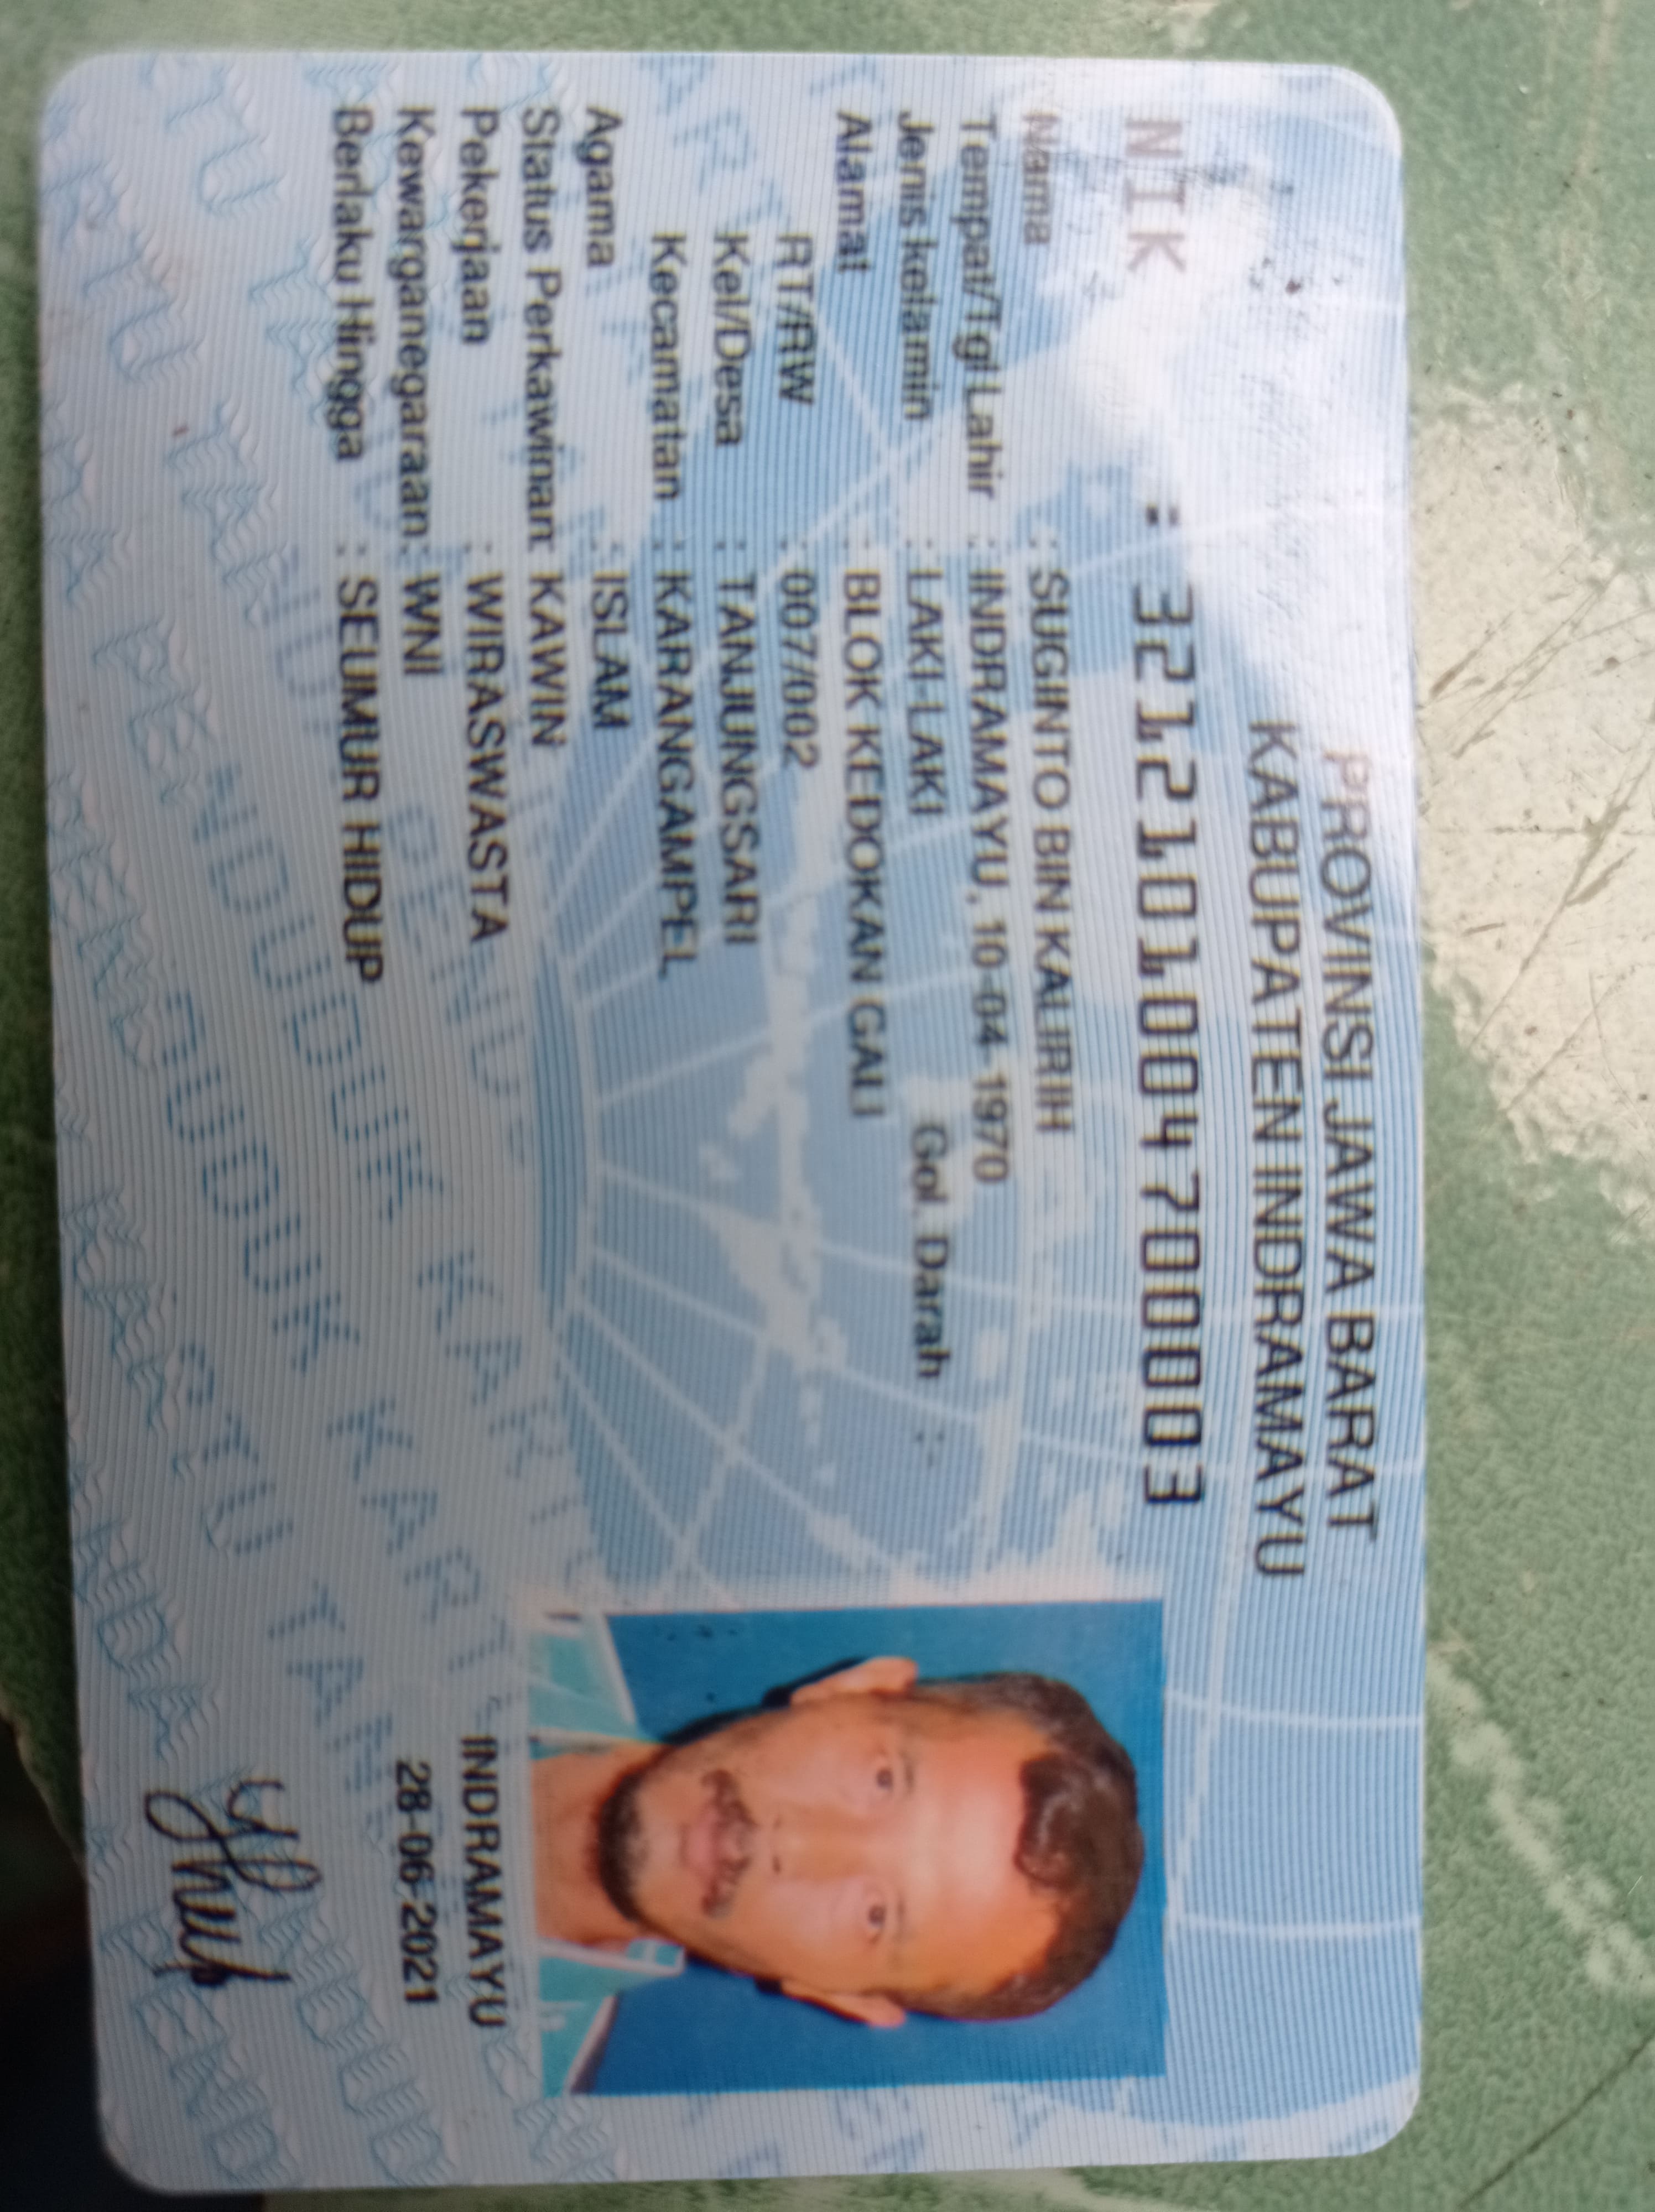 PROVINSI JAWA BARAT
KABUPATEN INDRAMAYU
NIK : 3212101004700003
Nama : SUGINTO BIN KALIRIH
Tempat/Tgl Lahir : INDRAMAYU, 10-04-1970
Jenis kelamin : LAKI-LAKI Gol. Darah : -
Alamat : BLOK KEDOKAN GALI
RT/RW : 007/002
Kel/Desa : TANJUNGSARI
Kecamatan : KARANGAMPEL
Agama : ISLAM
Status Perkawinan: KAWIN
Pekerjaan : WIRASWASTA
Kewarganegaraan: WNI
Berlaku Hingga : SEUMUR HIDUP
INDRAMAYU
28-06-2021